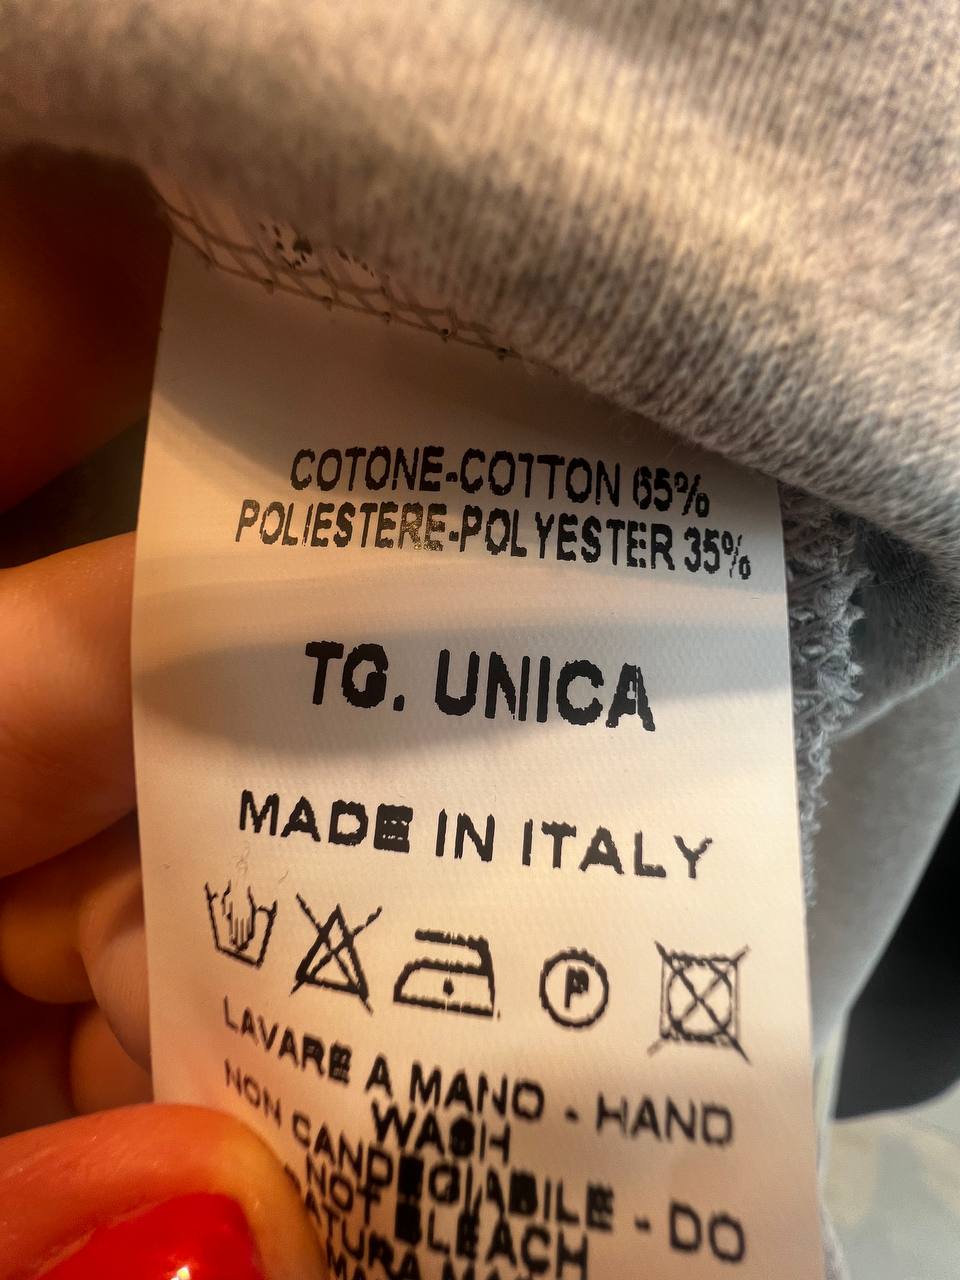 COTONE-COTTON 65%
POLIESTERE-POLYESTER 35%
TG. UNICA
MADE IN ITALY
P
LAVARE A MANO - HAND
WASH
NON CANDEGIABILE - DO
NOT BLEACH